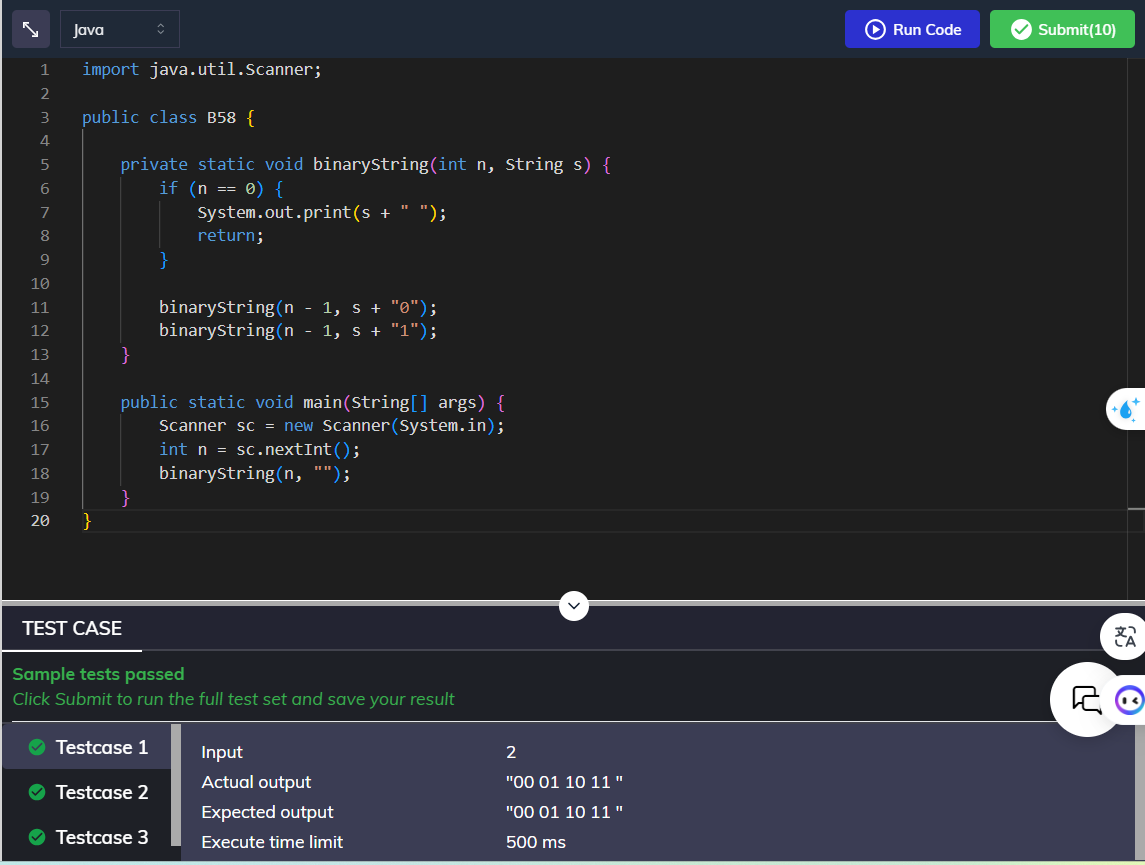 Java
Run Code
Submit(10)
1 import java.util.Scanner;
2
3 public class B58 {
4
5     private static void binaryString(int n, String s) {
6         if (n == 0) {
7             System.out.print(s + " ");
8             return;
9         }
10
11         binaryString(n - 1, s + "0");
12         binaryString(n - 1, s + "1");
13     }
14
15     public static void main(String[] args) {
16         Scanner sc = new Scanner(System.in);
17         int n = sc.nextInt();
18         binaryString(n, "");
19     }
20 }
TEST CASE
Sample tests passed
Click Submit to run the full test set and save your result
Testcase 1
Testcase 2
Testcase 3
Input 2
Actual output "00 01 10 11 "
Expected output "00 01 10 11 "
Execute time limit 500 ms
文A